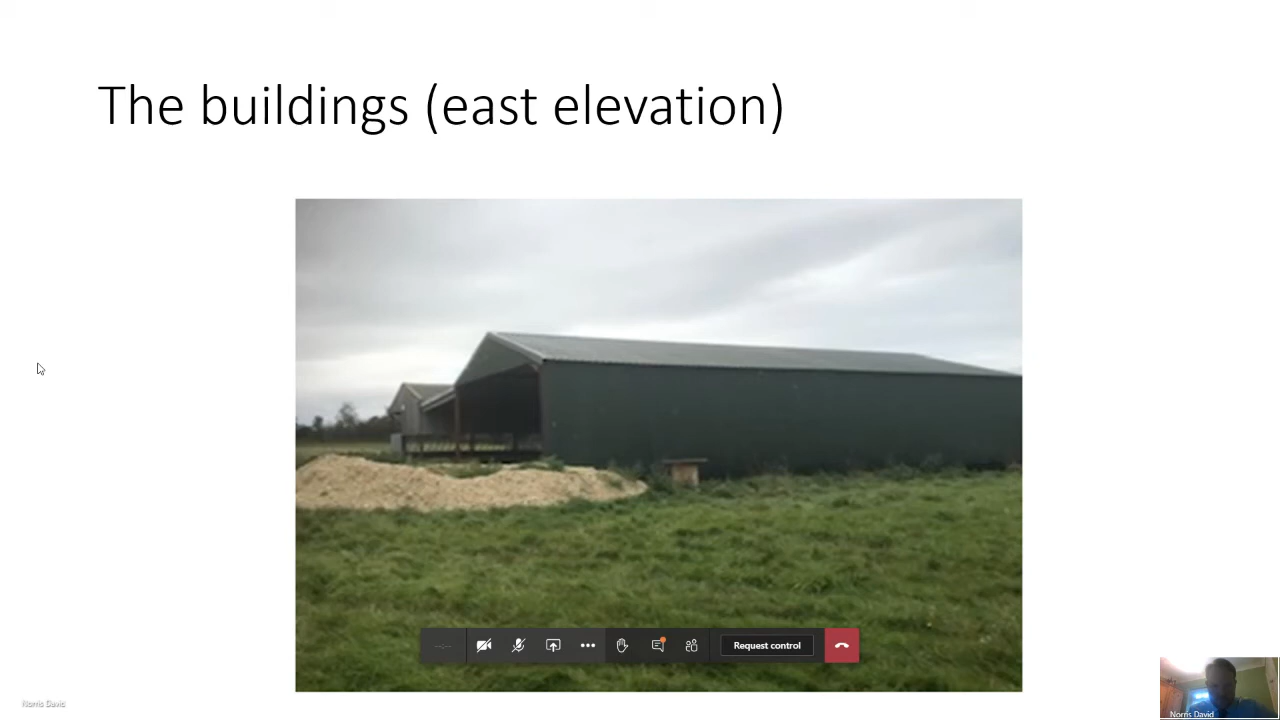 The buildings (east elevation)
Request control
Norris David
Norris David